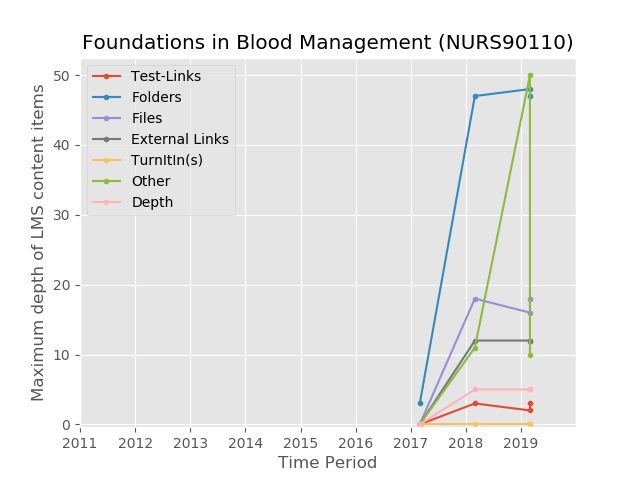 Foundations in Blood Management (NURS90110)
Test-Links
Folders
Files
External Links
TurnItIn(s)
Other
Depth
50
40
30
20
10
0
Maximum depth of LMS content items
2011 2012 2013 2014 2015 2016 2017 2018 2019
Time Period